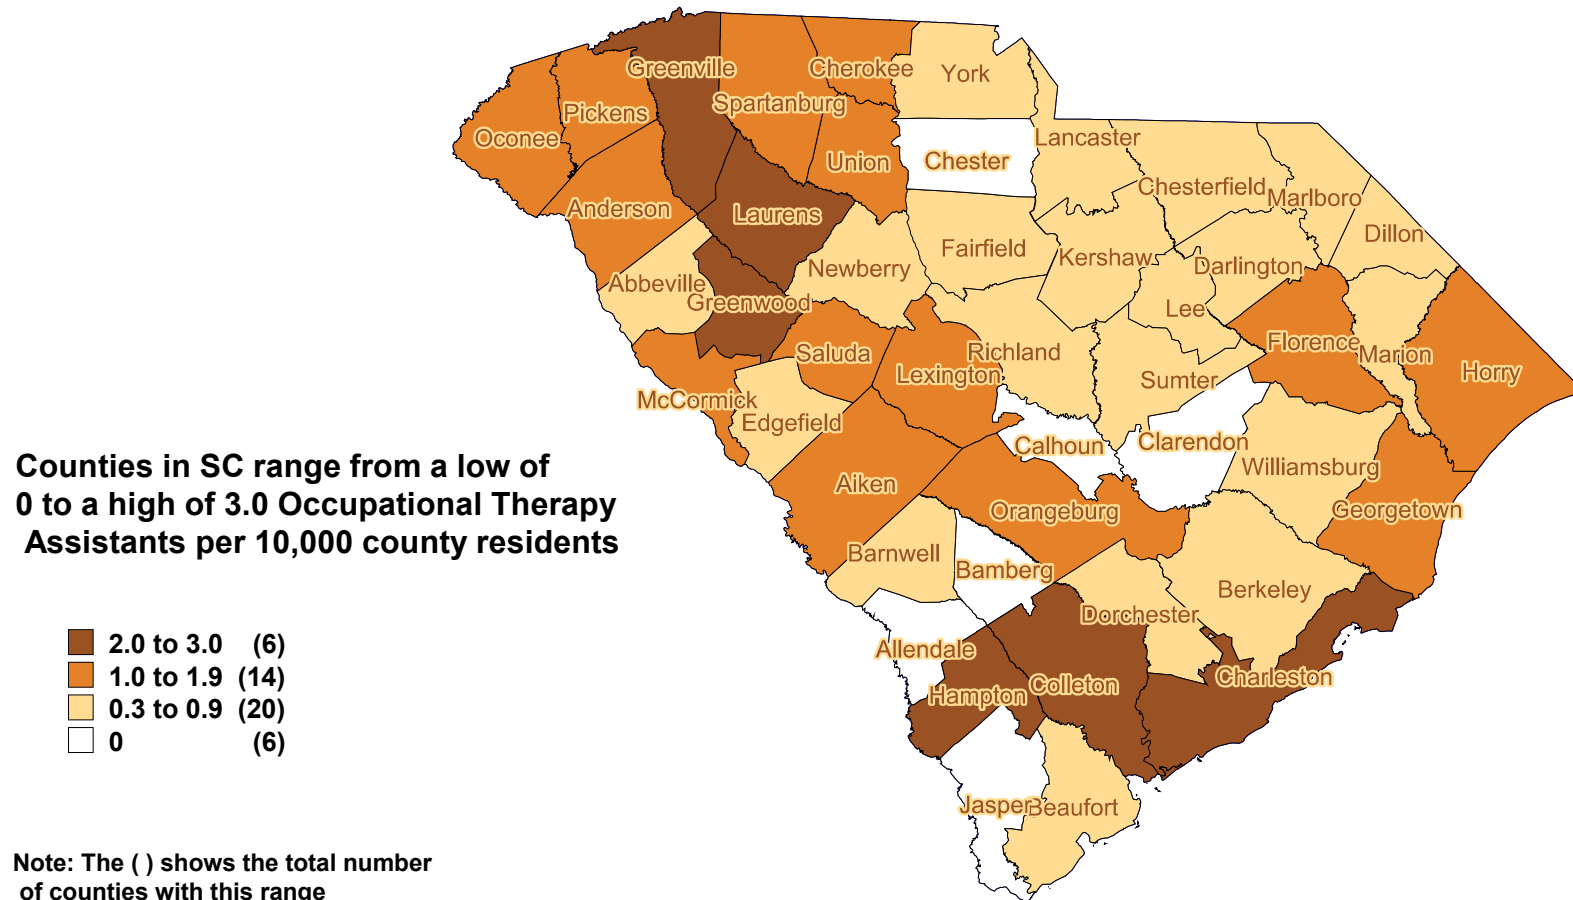 Greenville
Cherokee
York
Spartanburg
Pickens
Oconee
Union
Chester
Lancaster
Chesterfield
Marlboro
Anderson
Laurens
Dillon
Fairfield
Kershaw
Newberry
Darlington
Abbeville
Greenwood
Lee
Saluda
Richland
Florence
Marion
Lexington
Horry
Sumter
McCormick
Edgefield
Calhoun
Clarendon
Williamsburg
Counties in SC range from a low of
0 to a high of 3.0 Occupational Therapy
Assistants per 10,000 county residents
Aiken
Orangeburg
Georgetown
Barnwell
Bamberg
Berkeley
Dorchester
Allendale
Charleston
Colleton
Hampton
2.0 to 3.0 (6)
1.0 to 1.9 (14)
0.3 to 0.9 (20)
0 (6)
Jasper
Beaufort
Note: The ( ) shows the total number
of counties with this range